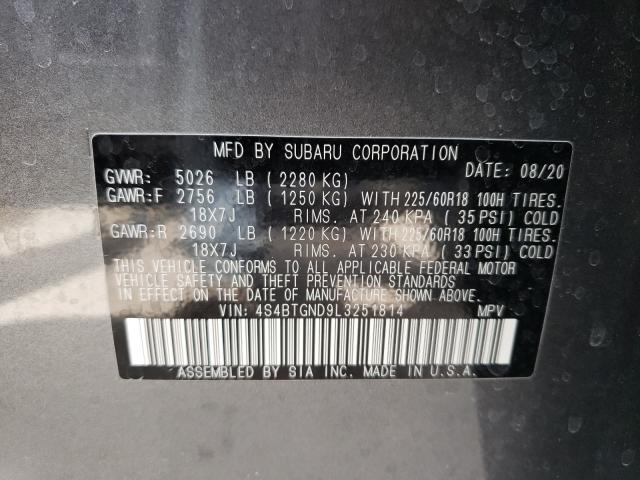 MFD BY SUBARU CORPORATION
DATE: 08/20
GVWR: 5026 LB (2280 KG)
GAWR:F 2756 LB (1250 KG) WITH 225/60R18 100H TIRES.
18X7J RIMS. AT 240 KPA (35 PSI) COLD
GAWR:R 2690 LB (1220 KG) WITH 225/60R18 100H TIRES.
18X7J RIMS. AT 230 KPA (33 PSI) COLD
THIS VEHICLE CONFORMS TO ALL APPLICABLE FEDERAL MOTOR
VEHICLE SAFETY AND THEFT PREVENTION STANDARDS
IN EFFECT ON THE DATE OF MANUFACTURE SHOWN ABOVE.
VIN: 4S4BTGND9L3251814 MPV
ASSEMBLED BY SIA INC. MADE IN U.S.A.